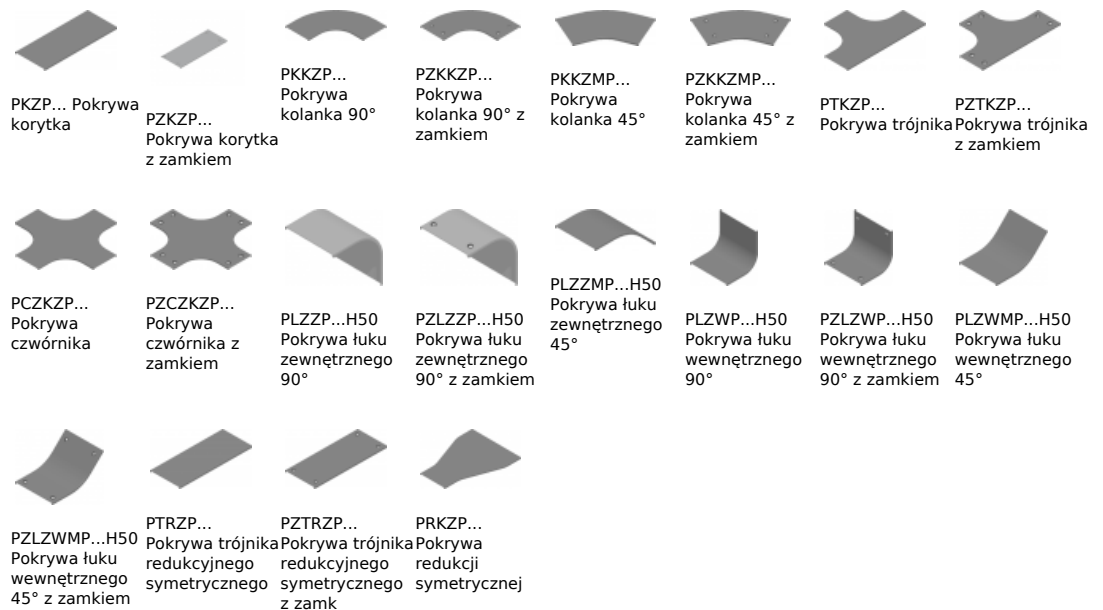 PKZP... Pokrywa
korytka
PZKZP...
Pokrywa korytka
z zamkiem
PKKZP...
Pokrywa
kolanka 90°
PZKKZP...
Pokrywa
kolanka 90° z
zamkiem
PKKZMP...
Pokrywa
kolanka 45°
PZKKZMP...
Pokrywa
kolanka 45° z
zamkiem
PTKZP...
Pokrywa trójnika
PZTKZP...
Pokrywa trójnika
z zamkiem
PCZKZP...
Pokrywa
czwórnika
PZCZKZP...
Pokrywa
czwórnika z
zamkiem
PLZZP...H50
Pokrywa łuku
zewnętrznego
90°
PZLZZP...H50
Pokrywa łuku
zewnętrznego
90° z zamkiem
PLZZMP...H50
Pokrywa łuku
zewnętrznego
45°
PLZWP...H50
Pokrywa łuku
wewnętrznego
90°
PZLZWP...H50
Pokrywa łuku
wewnętrznego
90° z zamkiem
PLZWMP...H50
Pokrywa łuku
wewnętrznego
45°
PZLZWMP...H50
Pokrywa łuku
wewnętrznego
45° z zamkiem
PTRZP...
Pokrywa trójnika
redukcyjnego
symetrycznego
PZTRZP...
Pokrywa trójnika
redukcyjnego
symetrycznego
z zamk
PRKZP...
Pokrywa
redukcji
symetrycznej